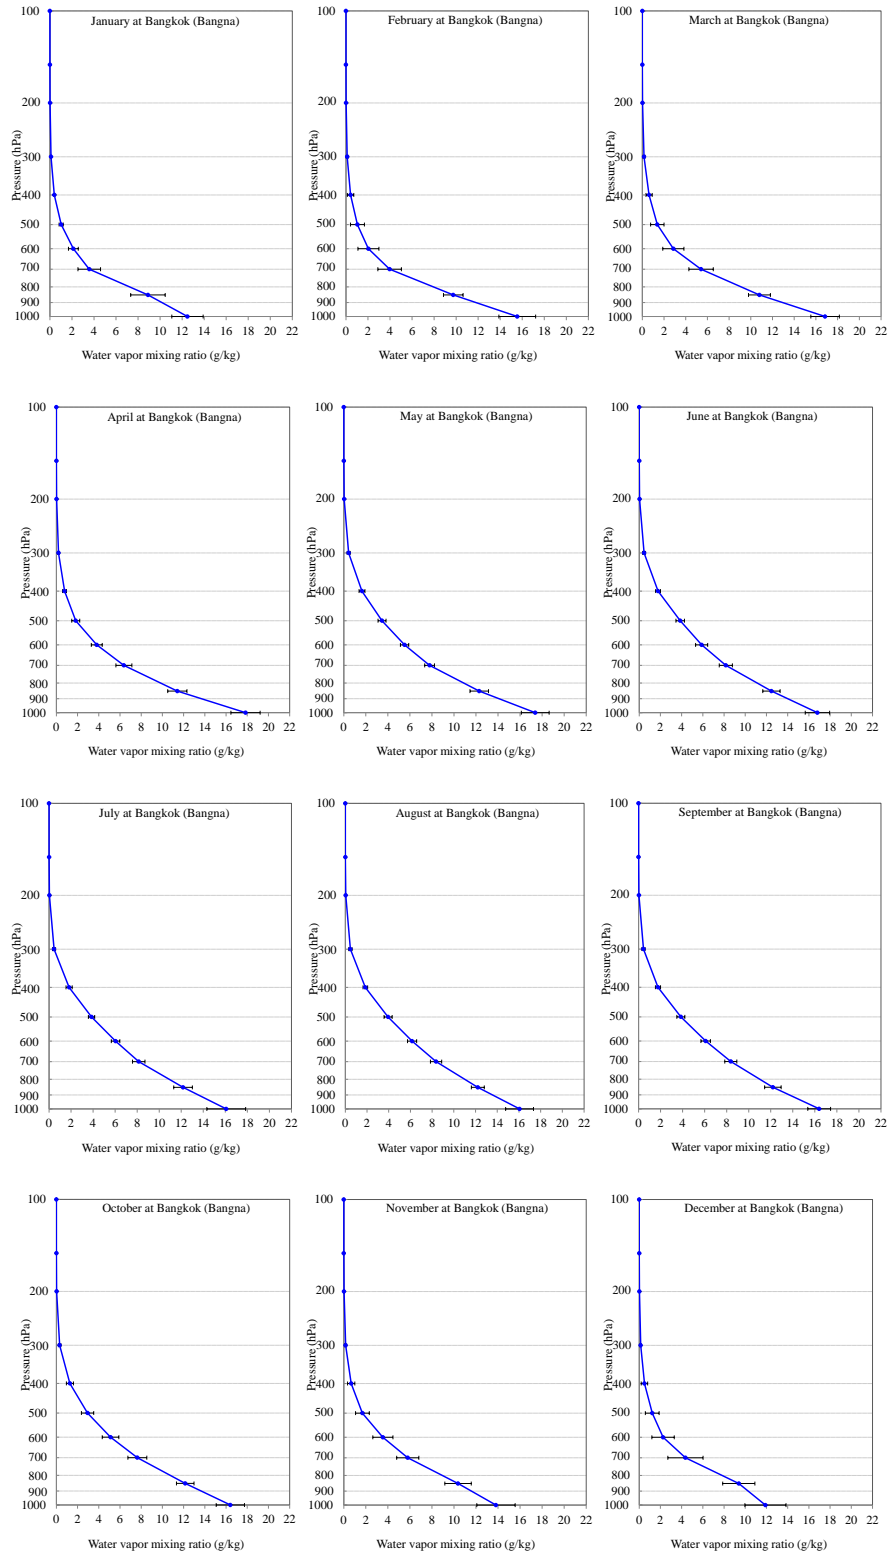 January at Bangkok (Bangna)
Pressure (hPa)
100
200
300
400
500
600
700
800
900
1000
0 2 4 6 8 10 12 14 16 18 20 22
Water vapor mixing ratio (g/kg)
February at Bangkok (Bangna)
Pressure (hPa)
100
200
300
400
500
600
700
800
900
1000
0 2 4 6 8 10 12 14 16 18 20 22
Water vapor mixing ratio (g/kg)
March at Bangkok (Bangna)
Pressure (hPa)
100
200
300
400
500
600
700
800
900
1000
0 2 4 6 8 10 12 14 16 18 20 22
Water vapor mixing ratio (g/kg)
April at Bangkok (Bangna)
Pressure (hPa)
100
200
300
400
500
600
700
800
900
1000
0 2 4 6 8 10 12 14 16 18 20 22
Water vapor mixing ratio (g/kg)
May at Bangkok (Bangna)
Pressure (hPa)
100
200
300
400
500
600
700
800
900
1000
0 2 4 6 8 10 12 14 16 18 20 22
Water vapor mixing ratio (g/kg)
June at Bangkok (Bangna)
Pressure (hPa)
100
200
300
400
500
600
700
800
900
1000
0 2 4 6 8 10 12 14 16 18 20 22
Water vapor mixing ratio (g/kg)
July at Bangkok (Bangna)
Pressure (hPa)
100
200
300
400
500
600
700
800
900
1000
0 2 4 6 8 10 12 14 16 18 20 22
Water vapor mixing ratio (g/kg)
August at Bangkok (Bangna)
Pressure (hPa)
100
200
300
400
500
600
700
800
900
1000
0 2 4 6 8 10 12 14 16 18 20 22
Water vapor mixing ratio (g/kg)
September at Bangkok (Bangna)
Pressure (hPa)
100
200
300
400
500
600
700
800
900
1000
0 2 4 6 8 10 12 14 16 18 20 22
Water vapor mixing ratio (g/kg)
October at Bangkok (Bangna)
Pressure (hPa)
100
200
300
400
500
600
700
800
900
1000
0 2 4 6 8 10 12 14 16 18 20 22
Water vapor mixing ratio (g/kg)
November at Bangkok (Bangna)
Pressure (hPa)
100
200
300
400
500
600
700
800
900
1000
0 2 4 6 8 10 12 14 16 18 20 22
Water vapor mixing ratio (g/kg)
December at Bangkok (Bangna)
Pressure (hPa)
100
200
300
400
500
600
700
800
900
1000
0 2 4 6 8 10 12 14 16 18 20 22
Water vapor mixing ratio (g/kg)